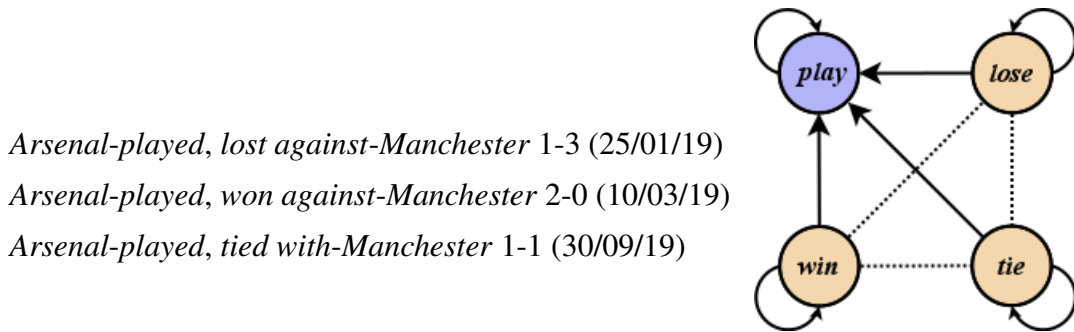 play
lose
Arsenal-played, lost against-Manchester 1-3 (25/01/19)
Arsenal-played, won against-Manchester 2-0 (10/03/19)
Arsenal-played, tied with-Manchester 1-1 (30/09/19)
win
tie